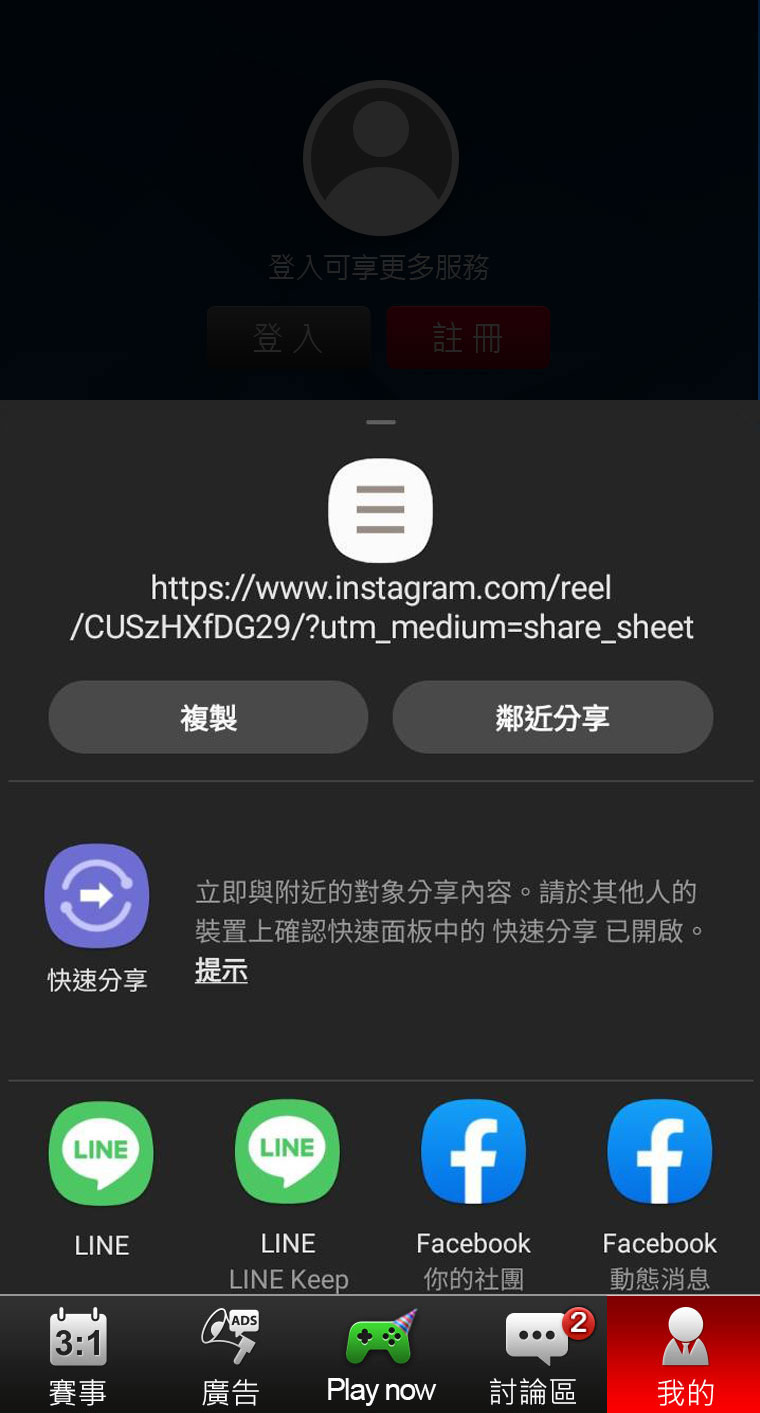 登入可享更多服務
登入
註冊
https://www.instagram.com/reel
/CUSzHXfDG29/?utm_medium=share_sheet
複製
鄰近分享
立即與附近的對象分享內容。請於其他人的
裝置上確認快速面板中的 快速分享 已開啟。
提示
快速分享
LINE
LINE
LINE
LINE
LINE Keep
Facebook
你的社團
Facebook
動態消息
3:1
賽事
ADS
廣告
Play now
2
討論區
我的